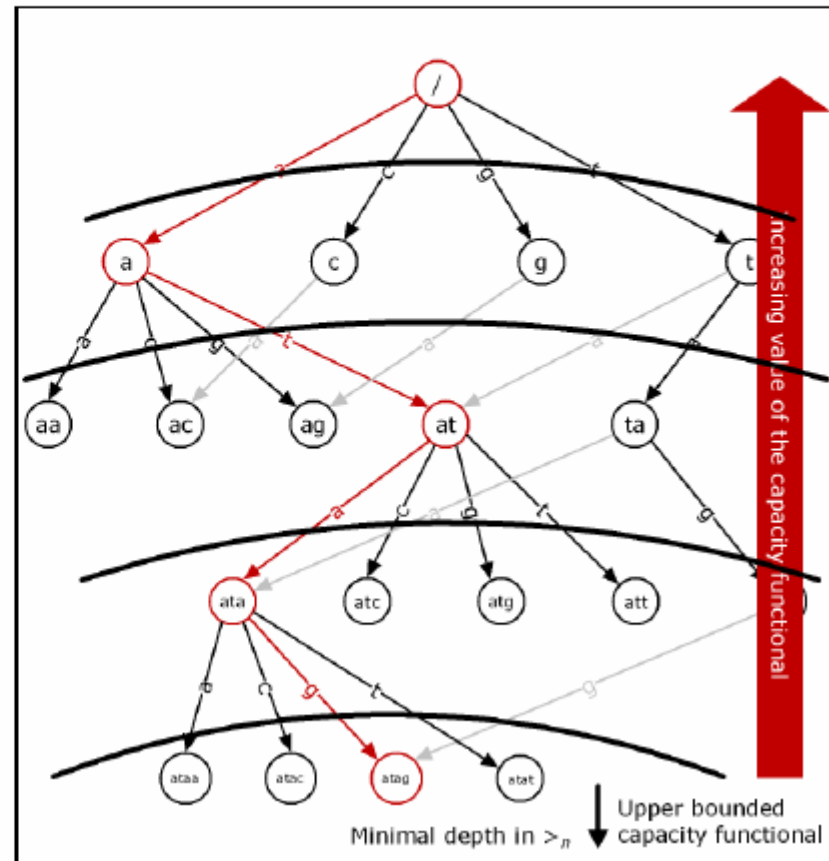 /
a c g t
a c g t
a c g a t a a a
aa ac ag at ta
a c g t a g
ata atc atg att
a c g t g
ataa atac atag atat
Increasing value of the capacity functional
Upper bounded
Minimal depth in >n capacity functional